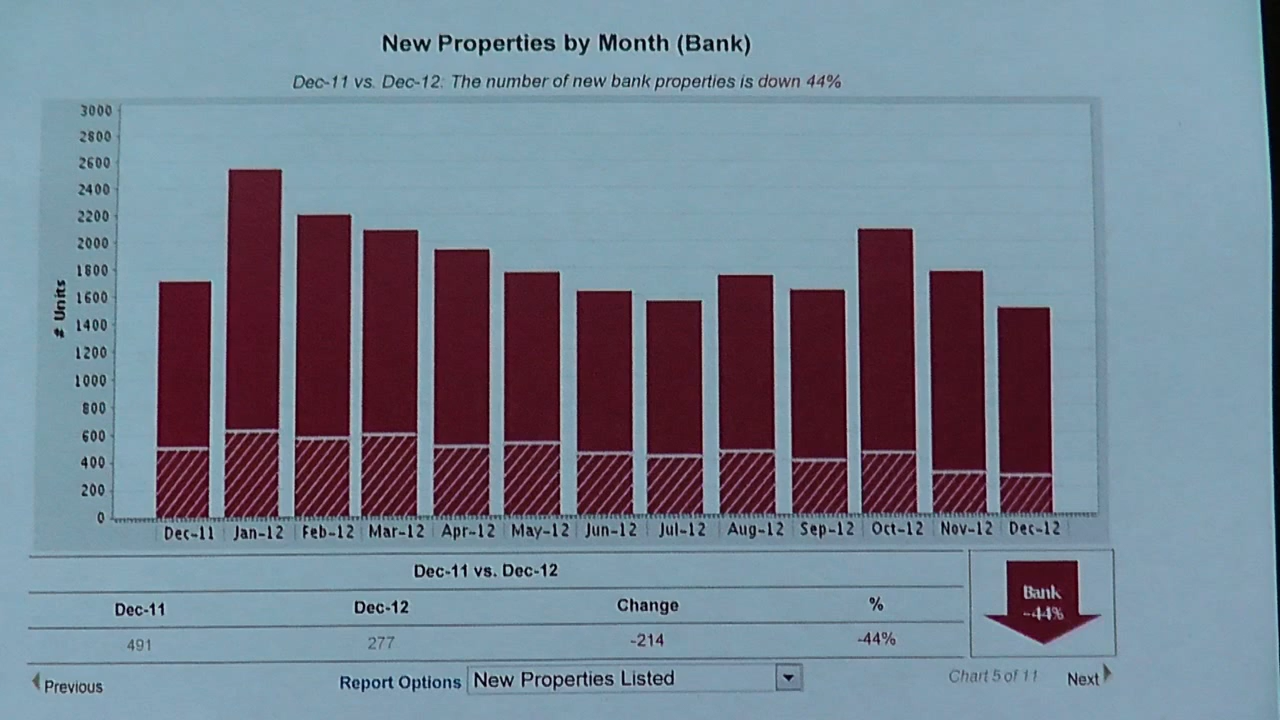 New Properties by Month (Bank)
Dec-11 vs. Dec-12: The number of new bank properties is down 44%
3000
2800
2600
2400
2200
2000
1800
1600
1400
1200
1000
800
600
400
200
0
# Units
Dec-11 Jan-12 Feb-12 Mar-12 Apr-12 May-12 Jun-12 Jul-12 Aug-12 Sep-12 Oct-12 Nov-12 Dec-12
Dec-11 vs. Dec-12
Dec-11 Dec-12 Change %
491 277 -214 -44%
Bank
-44%
Previous Report Options New Properties Listed Chart 5 of 11 Next